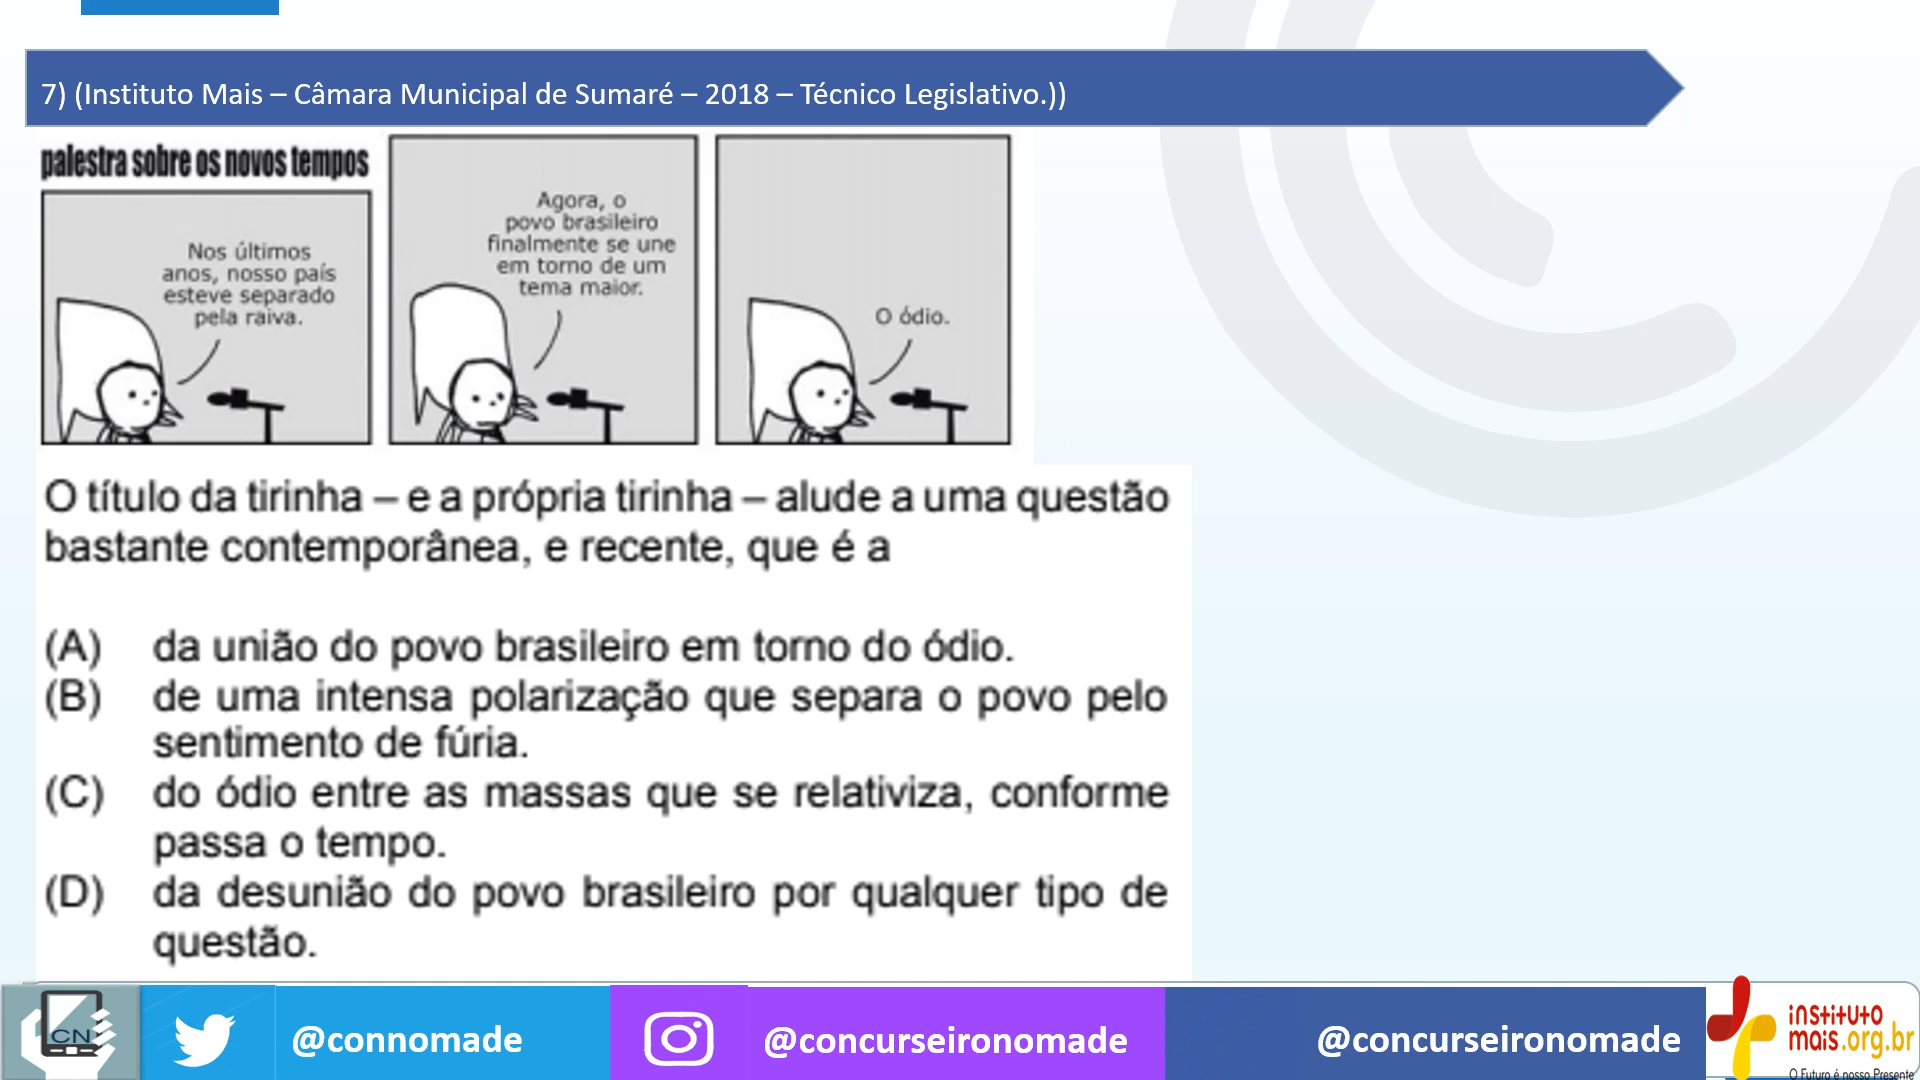 7) (Instituto Mais – Câmara Municipal de Sumaré – 2018 – Técnico Legislativo.))
palestra sobre os novos tempos
Nos últimos
anos, nosso país
esteve separado
pela raiva.
Agora, o
povo brasileiro
finalmente se une
em torno de um
tema maior.
O ódio.
O título da tirinha – e a própria tirinha – alude a uma questão
bastante contemporânea, e recente, que é a
(A) da união do povo brasileiro em torno do ódio.
(B) de uma intensa polarização que separa o povo pelo
sentimento de fúria.
(C) do ódio entre as massas que se relativiza, conforme
passa o tempo.
(D) da desunião do povo brasileiro por qualquer tipo de
questão.
CN
@connomade
@concurseironomade
@concurseironomade
instituto
mais.org.br
O Futuro é nosso Presente